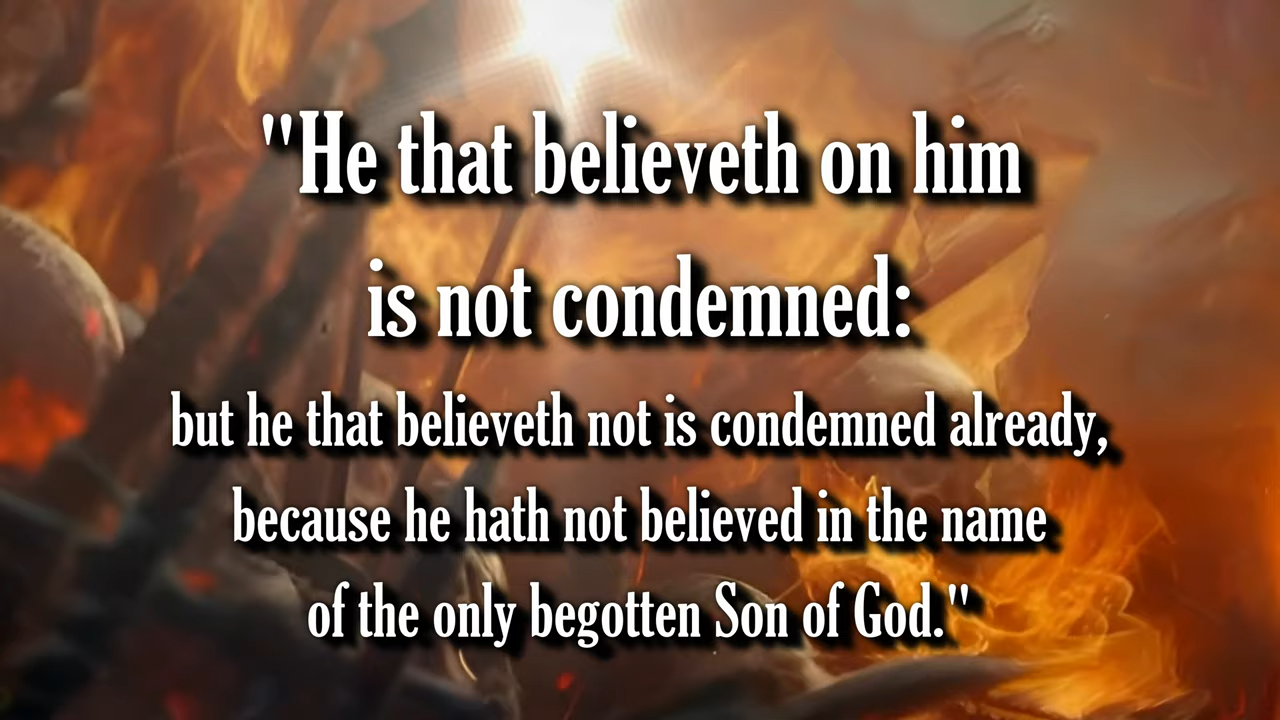 "He that believeth on him
is not condemned:
but he that believeth not is condemned already,
because he hath not believed in the name
of the only begotten Son of God."